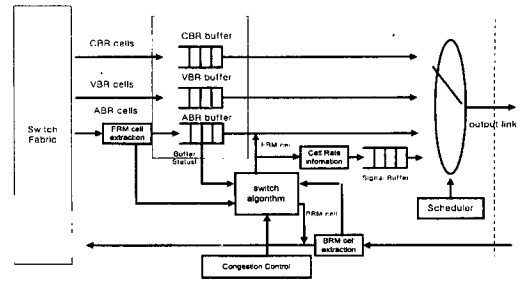 CBR buffer
CBR cells
VBR buffer
VBR cells
ABR buffer
ABR cells
Switch
Fabric
FRM cell
extraction
Buffer
Status
FRM cell
Cell Rate
infomation
Signal Buffer
output link
switch
algorithm
BRM cell
Scheduler
BRM cell
extraction
Congestion Control